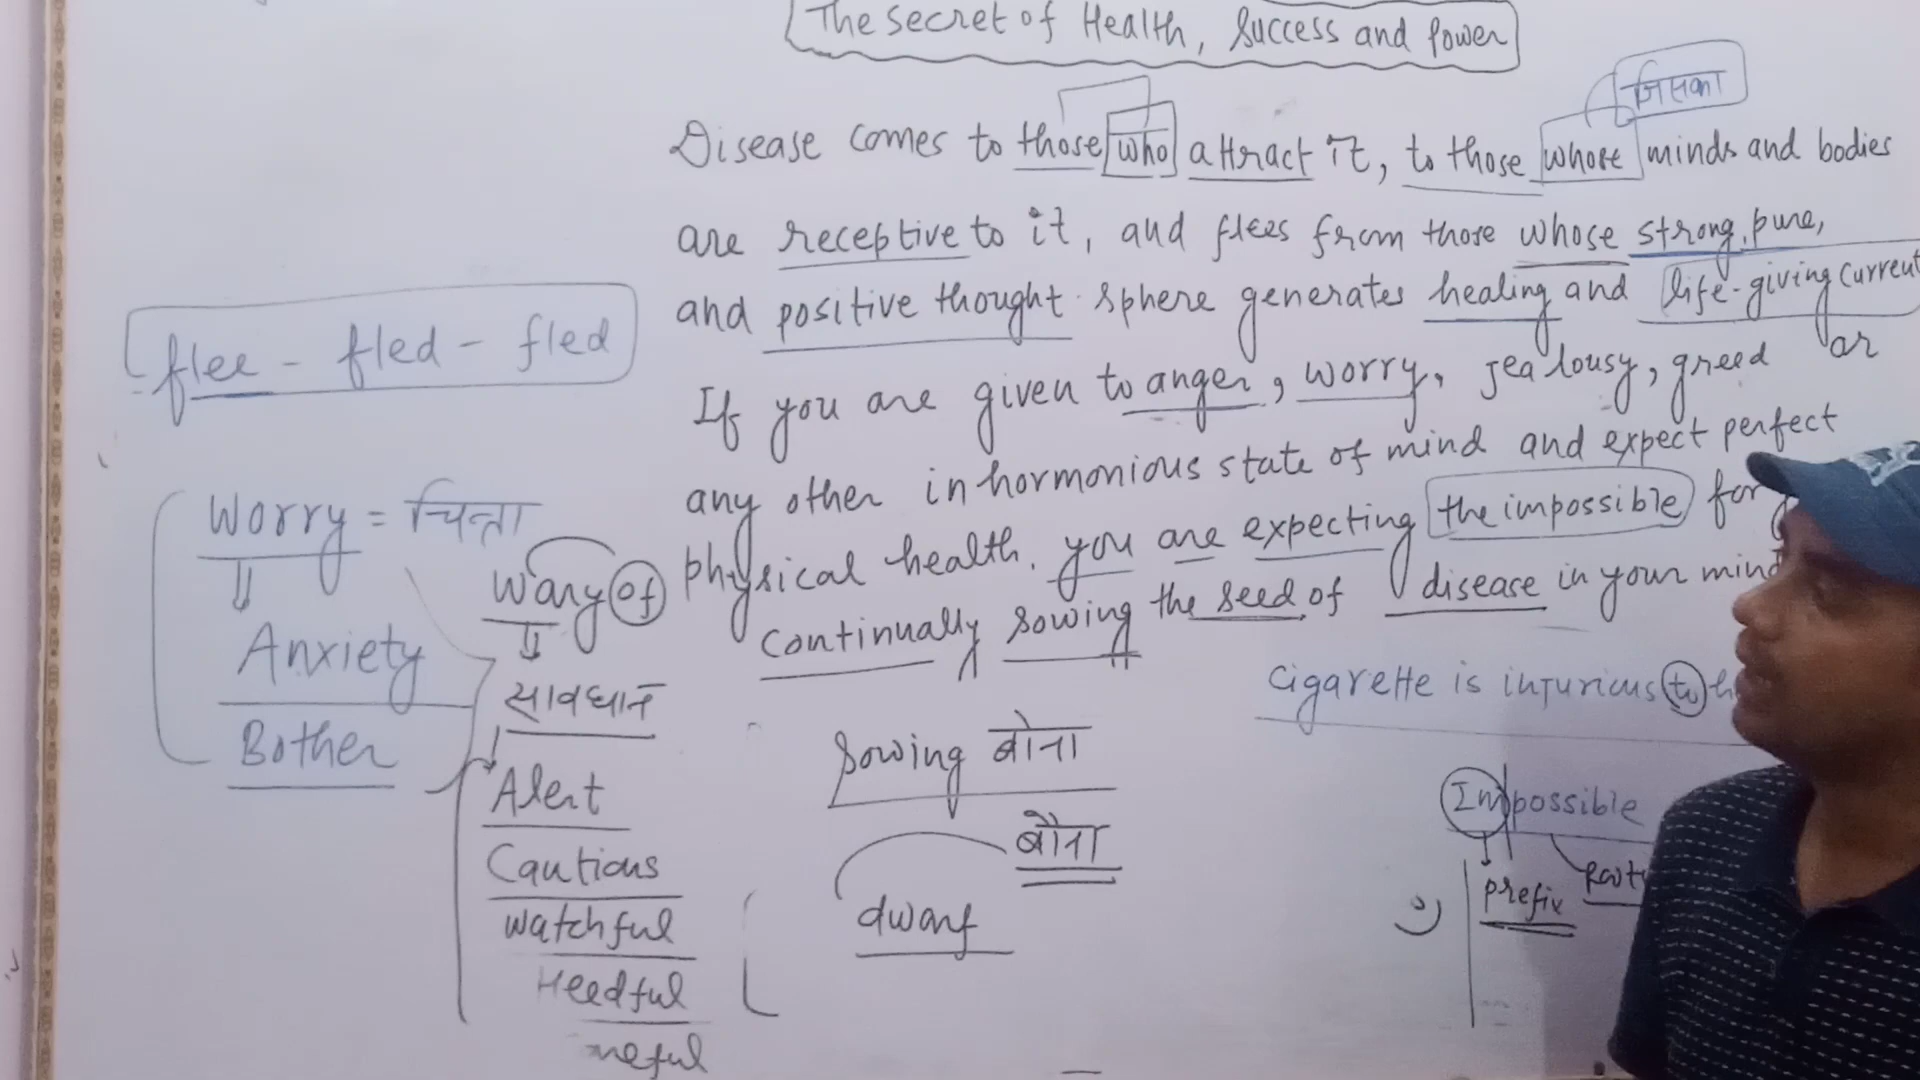 The Secret of Health, Success and Power
जिसका
Disease comes to those who attract it, to those whose minds and bodies
are receptive to it, and flees from those whose strong, pure,
and positive thought sphere generates healing and life-giving current
If you are given to anger, worry, jealousy, greed or
any other inhormonious state of mind and expect perfect
physical health. you are expecting the impossible for
continually sowing the seed of disease in your mind
flee - fled - fled
Worry = चिन्ता
Anxiety
Bother
Wary of
सावधान
Alert
Cautious
Watchful
Heedful
Sowing बोना
बौना
dwarf
Cigarette is injurious to
Impossible
prefix